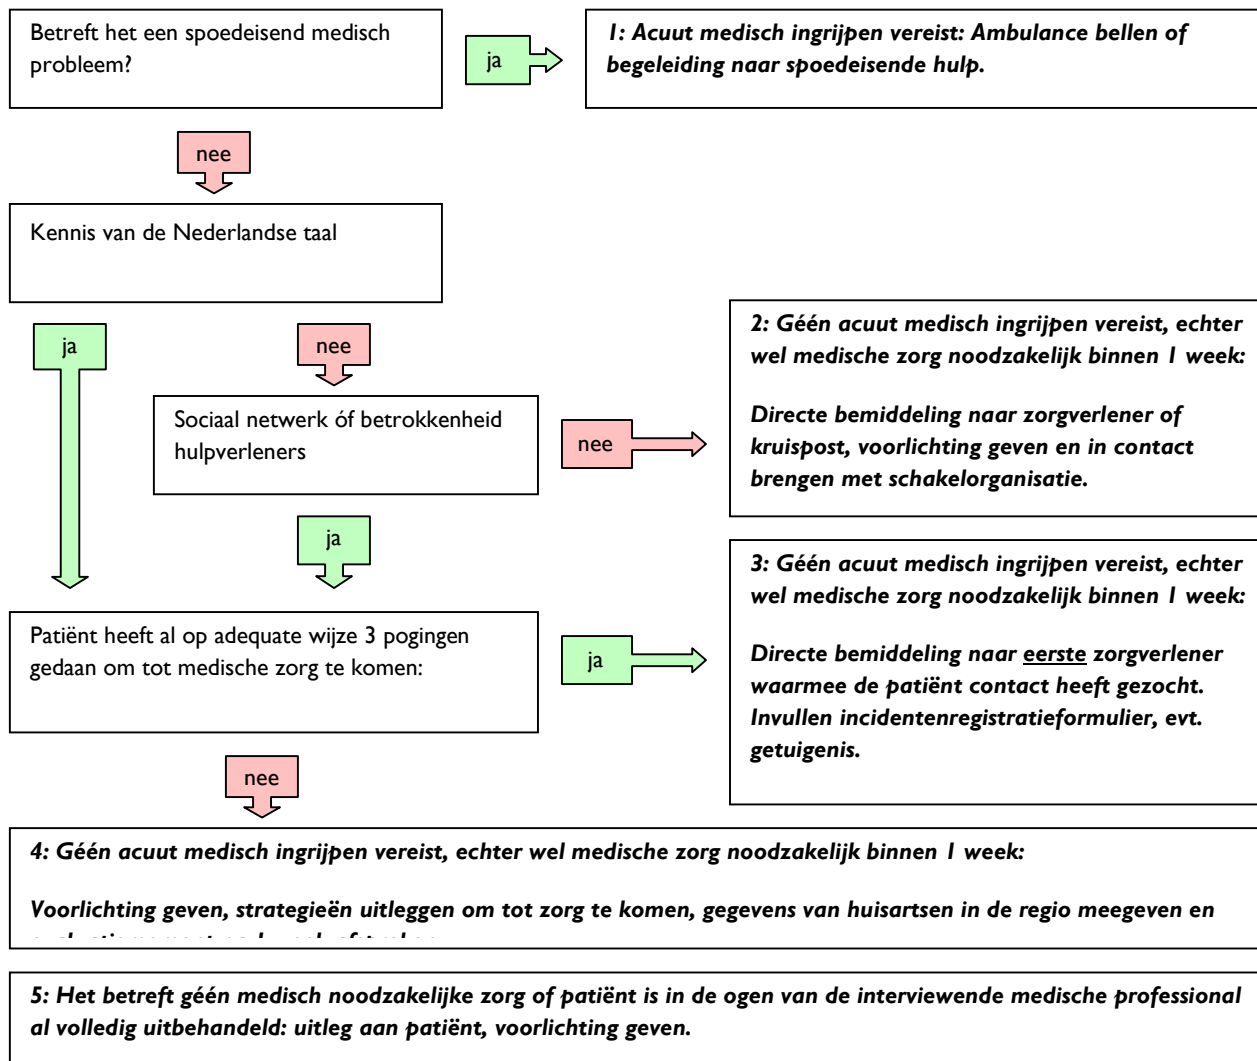 Betreft het een spoedeisend medisch
probleem?
ja
1: Acuut medisch ingrijpen vereist: Ambulance bellen of
begeleiding naar spoedeisende hulp.
nee
Kennis van de Nederlandse taal
ja
nee
Sociaal netwerk óf betrokkenheid
hulpverleners
nee
2: Géén acuut medisch ingrijpen vereist, echter
wel medische zorg noodzakelijk binnen 1 week:
Directe bemiddeling naar zorgverlener of
kruispost, voorlichting geven en in contact
brengen met schakelorganisatie.
ja
Patiënt heeft al op adequate wijze 3 pogingen
gedaan om tot medische zorg te komen:
ja
3: Géén acuut medisch ingrijpen vereist, echter
wel medische zorg noodzakelijk binnen 1 week:
Directe bemiddeling naar eerste zorgverlener
waarmee de patiënt contact heeft gezocht.
Invullen incidentenregistratieformulier, evt.
getuigenis.
nee
4: Géén acuut medisch ingrijpen vereist, echter wel medische zorg noodzakelijk binnen 1 week:
Voorlichting geven, strategieën uitleggen om tot zorg te komen, gegevens van huisartsen in de regio meegeven en
5: Het betreft géén medisch noodzakelijke zorg of patiënt is in de ogen van de interviewende medische professional
al volledig uitbehandeld: uitleg aan patiënt, voorlichting geven.